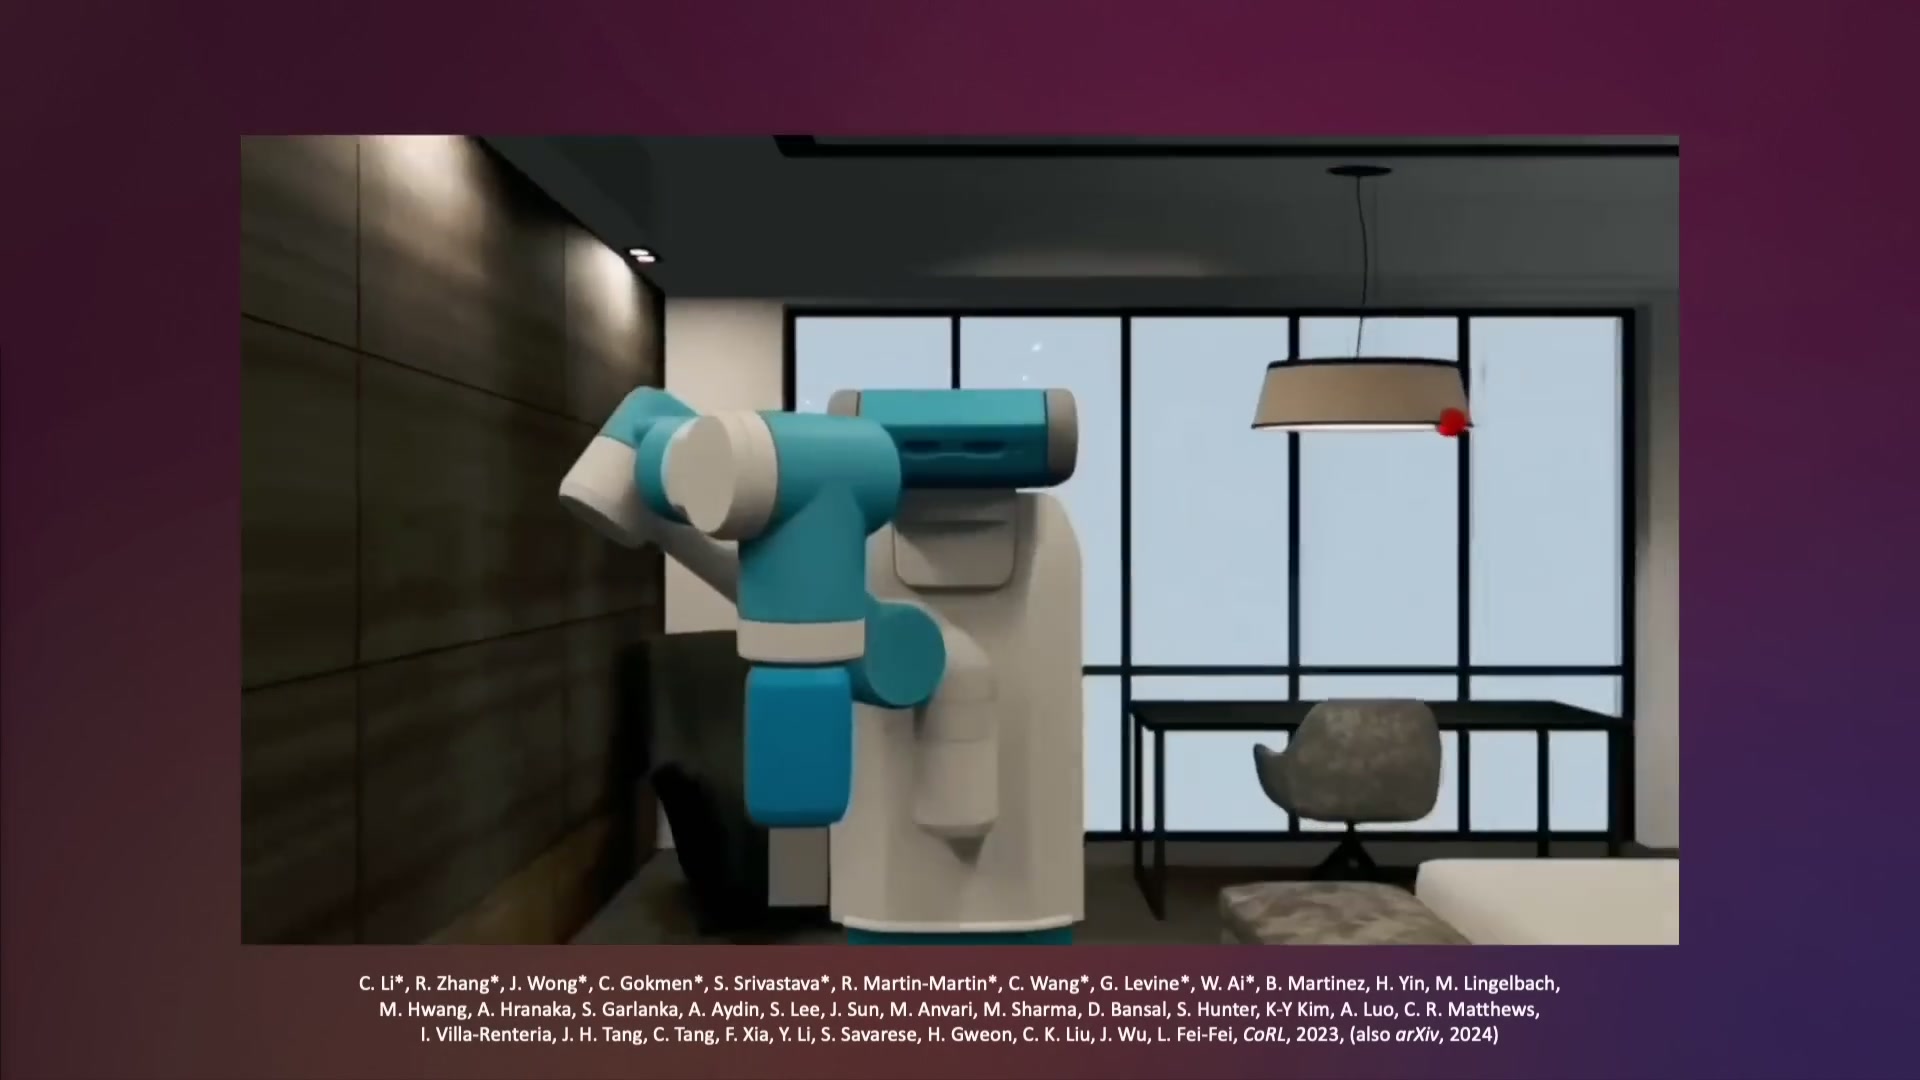 C. Li*, R. Zhang*, J. Wong*, C. Gokmen*, S. Srivastava*, R. Martin-Martin*, C. Wang*, G. Levine*, W. Ai*, B. Martinez, H. Yin, M. Lingelbach,
M. Hwang, A. Hranaka, S. Garlanka, A. Aydin, S. Lee, J. Sun, M. Anvari, M. Sharma, D. Bansal, S. Hunter, K-Y Kim, A. Luo, C. R. Matthews,
I. Villa-Renteria, J. H. Tang, C. Tang, F. Xia, Y. Li, S. Savarese, H. Gweon, C. K. Liu, J. Wu, L. Fei-Fei, CoRL, 2023, (also arXiv, 2024)